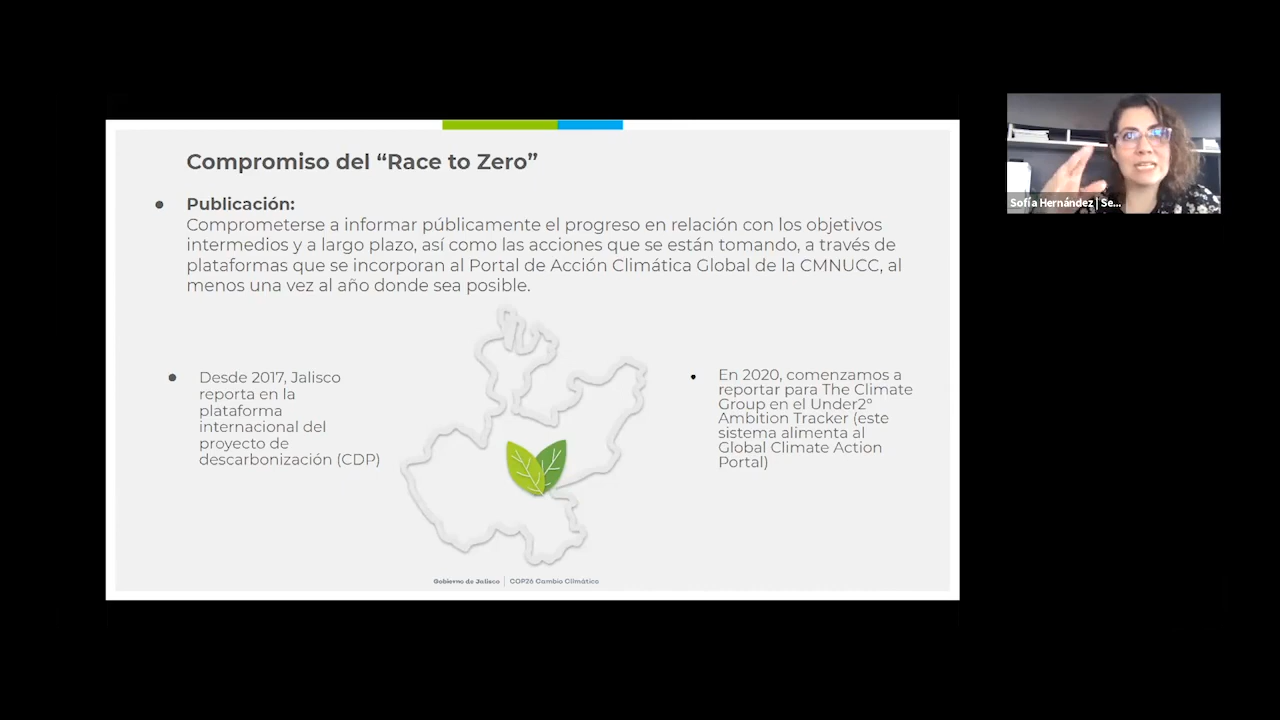 Compromiso del “Race to Zero”
● Publicación:
Comprometerse a informar públicamente el progreso en relación con los objetivos
intermedios y a largo plazo, así como las acciones que se están tomando, a través de
plataformas que se incorporan al Portal de Acción Climática Global de la CMNUCC, al
menos una vez al año donde sea posible.
● Desde 2017, Jalisco
reporta en la
plataforma
internacional del
proyecto de
descarbonización (CDP)
• En 2020, comenzamos a
reportar para The Climate
Group en el Under2°
Ambition Tracker (este
sistema alimenta al
Global Climate Action
Portal)
Gobierno de Jalisco | COP26 Cambio Climático
Sofía Hernández | Se...